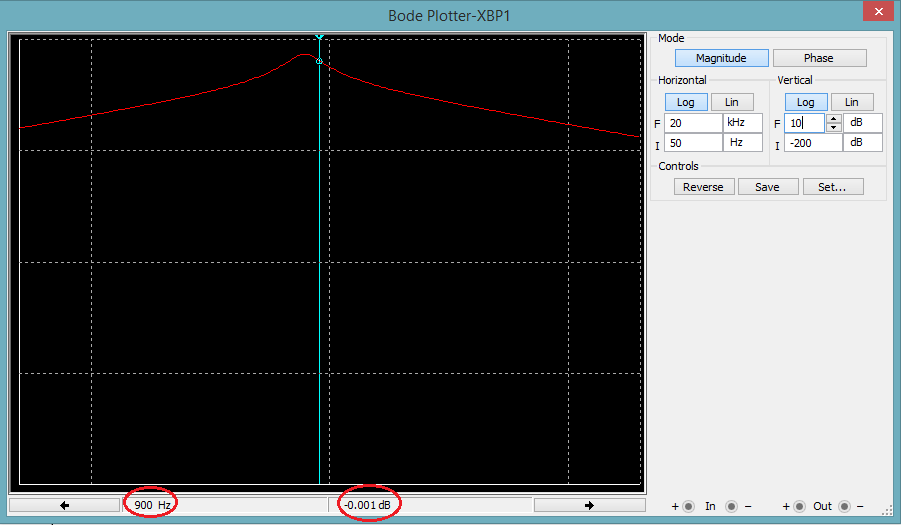 Bode Plotter-XBP1
×
Mode
Magnitude Phase
Horizontal Vertical
Log Lin Log Lin
F 20 kHz F 10 dB
I 50 Hz I -200 dB
Controls
Reverse Save Set...
900 Hz -0.001 dB + In − + Out −